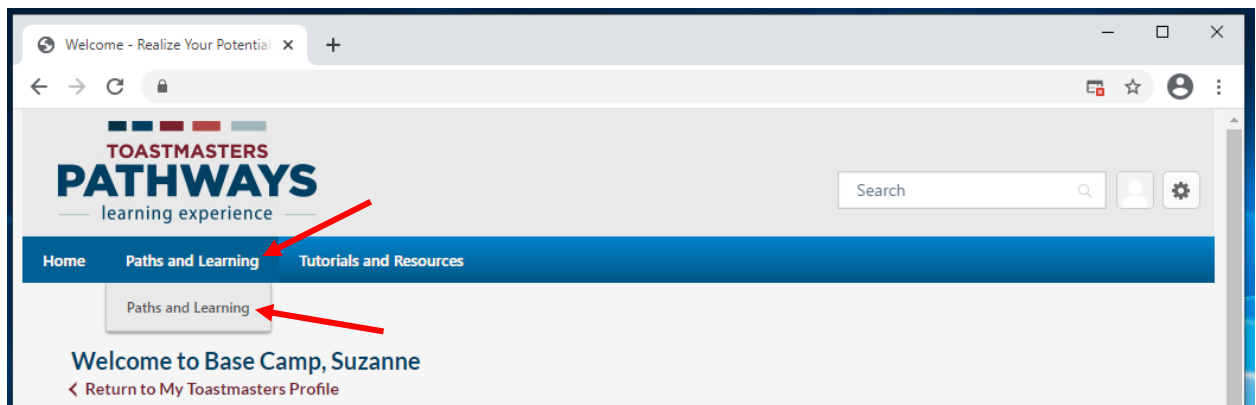 Welcome - Realize Your Potential
TOASTMASTERS
PATHWAYS
learning experience
Search
Home Paths and Learning Tutorials and Resources
Paths and Learning
Welcome to Base Camp, Suzanne
Return to My Toastmasters Profile